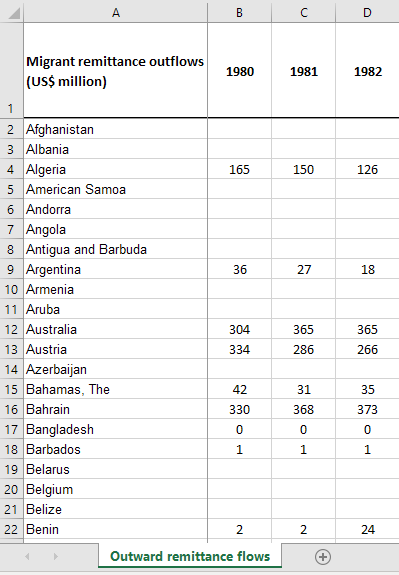 A B C D
1 Migrant remittance outflows (US$ million) 1980 1981 1982
2 Afghanistan
3 Albania
4 Algeria 165 150 126
5 American Samoa
6 Andorra
7 Angola
8 Antigua and Barbuda
9 Argentina 36 27 18
10 Armenia
11 Aruba
12 Australia 304 365 365
13 Austria 334 286 266
14 Azerbaijan
15 Bahamas, The 42 31 35
16 Bahrain 330 368 373
17 Bangladesh 0 0 0
18 Barbados 1 1 1
19 Belarus
20 Belgium
21 Belize
22 Benin 2 2 24
Outward remittance flows